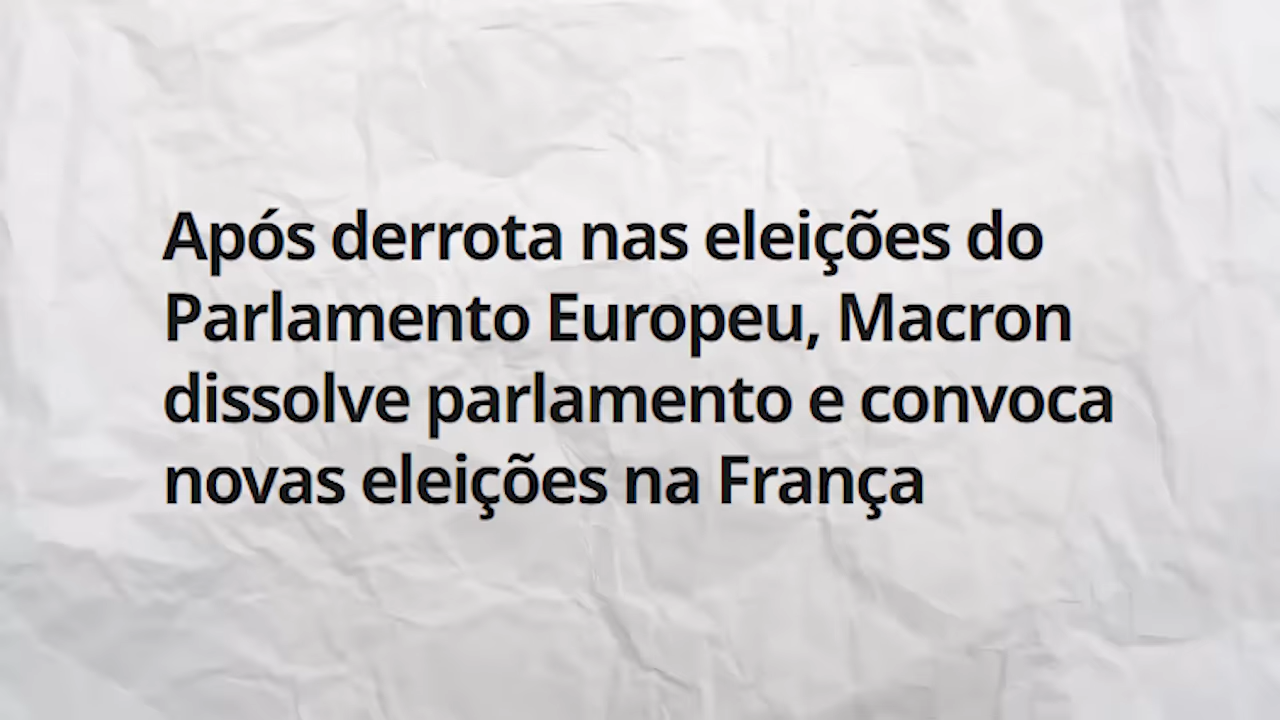 Após derrota nas eleições do
Parlamento Europeu, Macron
dissolve parlamento e convoca
novas eleições na França